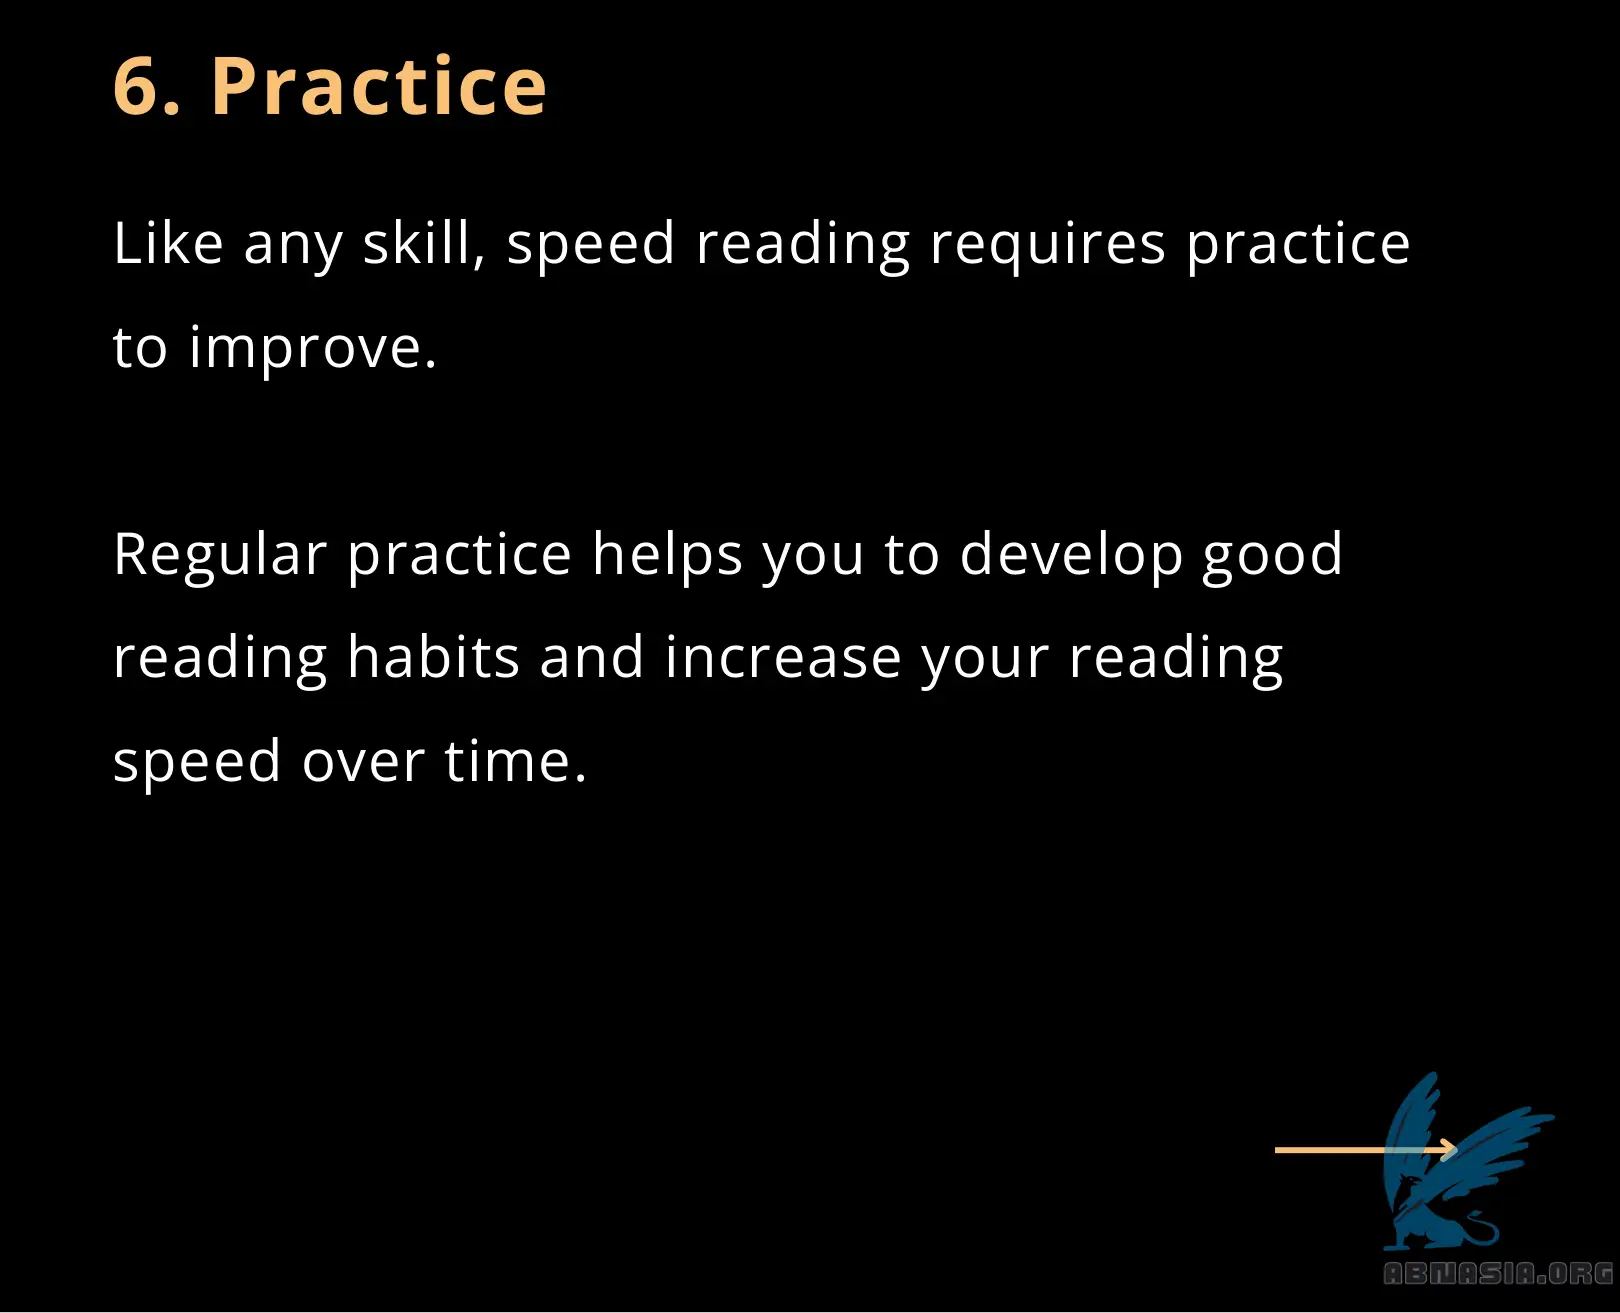 6. Practice
Like any skill, speed reading requires practice
to improve.
Regular practice helps you to develop good
reading habits and increase your reading
speed over time.
ABNASIA.ORG